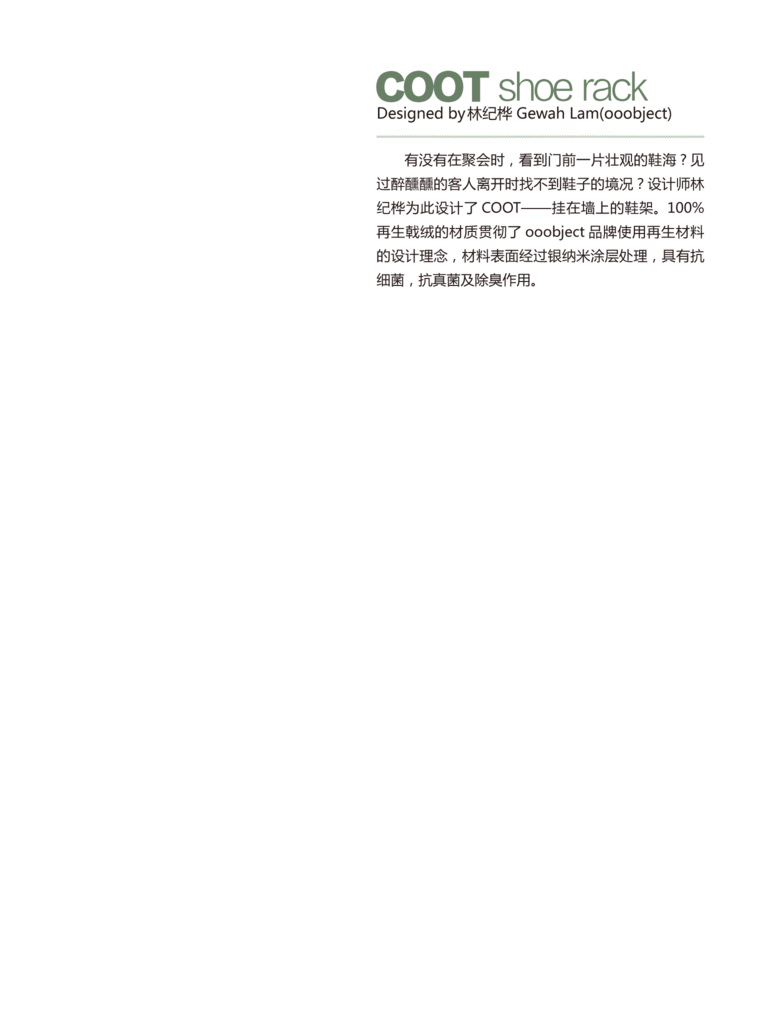 COOT shoe rack
Designed by林纪桦 Gewah Lam(ooobject)
有没有在聚会时，看到门前一片壮观的鞋海？见
过醉醺醺的客人离开时找不到鞋子的境况？设计师林
纪桦为此设计了 COOT——挂在墙上的鞋架。100%
再生戟绒的材质贯彻了 ooobject 品牌使用再生材料
的设计理念，材料表面经过银纳米涂层处理，具有抗
细菌，抗真菌及除臭作用。